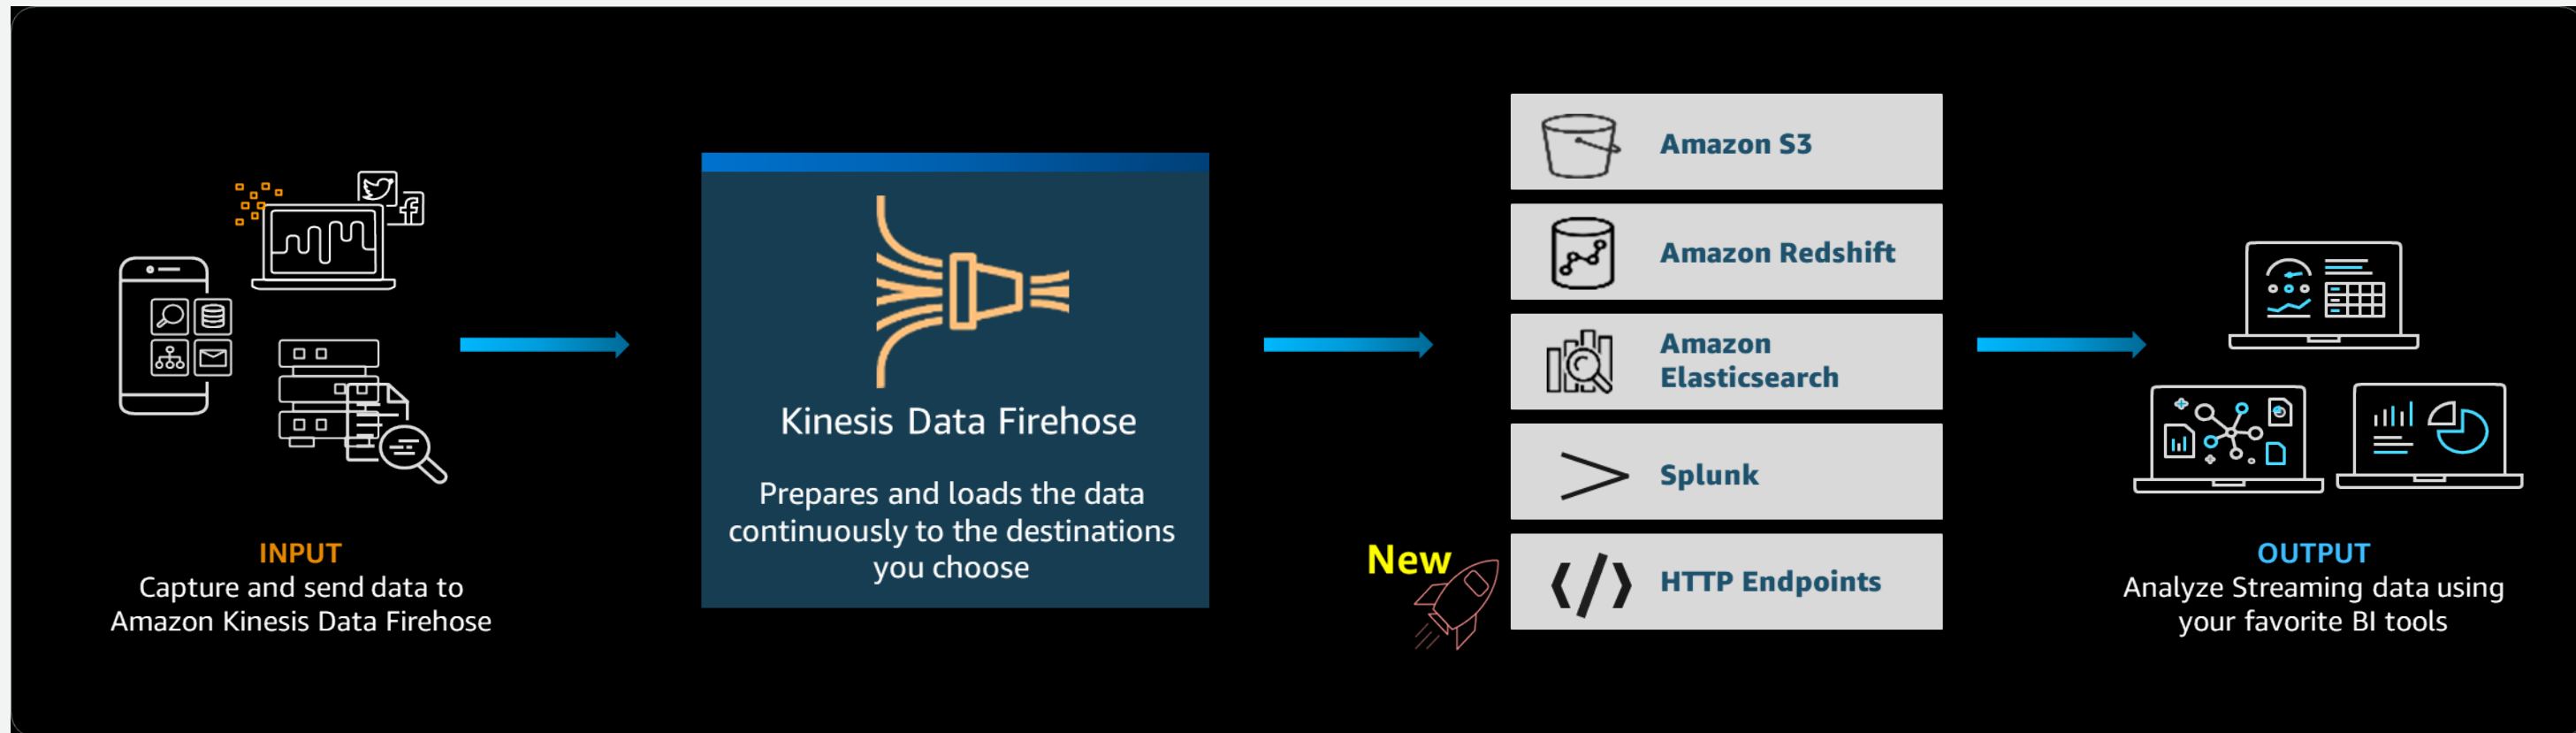 INPUT
Capture and send data to
Amazon Kinesis Data Firehose
Kinesis Data Firehose
Prepares and loads the data
continuously to the destinations
you choose
Amazon S3
Amazon Redshift
Amazon
Elasticsearch
Splunk
New
HTTP Endpoints
OUTPUT
Analyze Streaming data using
your favorite BI tools